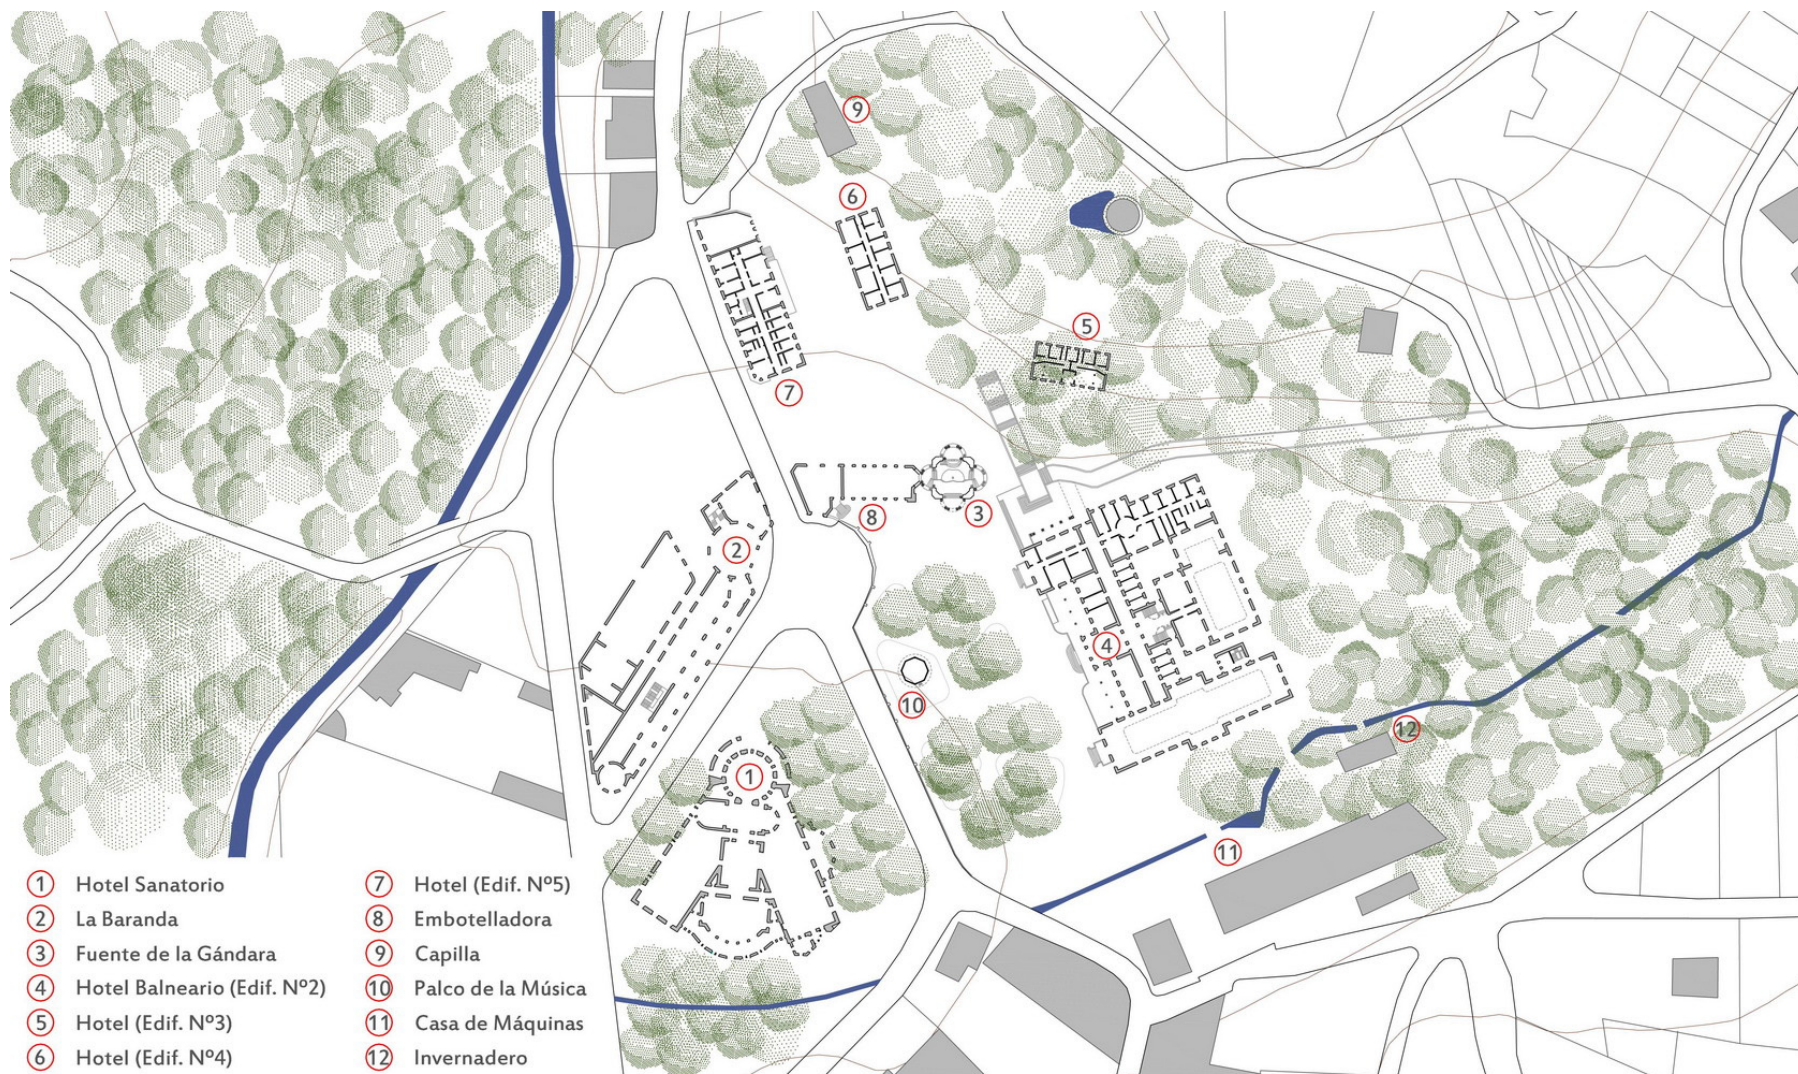 9
6
5
7
3
8
2
4
10
12
1
11
1 Hotel Sanatorio
2 La Baranda
3 Fuente de la Gándara
4 Hotel Balneario (Edif. Nº2)
5 Hotel (Edif. Nº3)
6 Hotel (Edif. Nº4)
7 Hotel (Edif. Nº5)
8 Embotelladora
9 Capilla
10 Palco de la Música
11 Casa de Máquinas
12 Invernadero